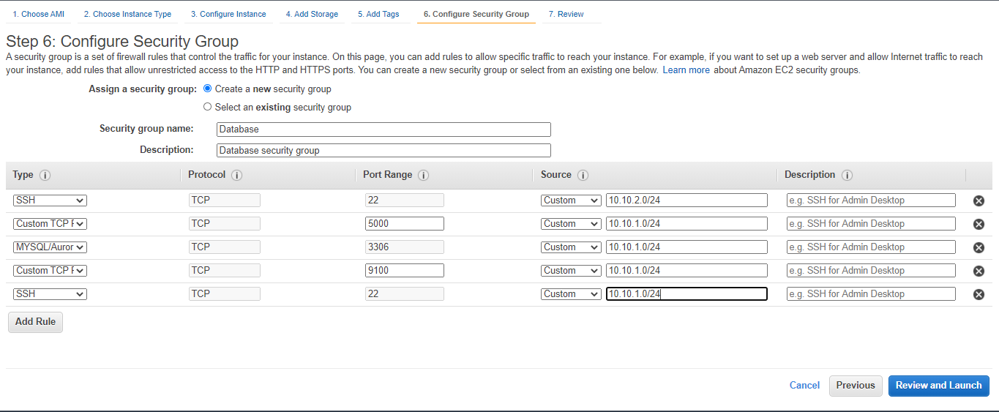 1. Choose AMI 2. Choose Instance Type 3. Configure Instance 4. Add Storage 5. Add Tags 6. Configure Security Group 7. Review
Step 6: Configure Security Group
A security group is a set of firewall rules that control the traffic for your instance. On this page, you can add rules to allow specific traffic to reach your instance. For example, if you want to set up a web server and allow Internet traffic to reach
your instance, add rules that allow unrestricted access to the HTTP and HTTPS ports. You can create a new security group or select from an existing one below. Learn more about Amazon EC2 security groups.
Assign a security group: Create a new security group
Select an existing security group
Security group name: Database
Description: Database security group
Type i Protocol i Port Range i Source i Description i
SSH TCP 22 Custom 10.10.2.0/24 e.g. SSH for Admin Desktop
Custom TCP TCP 5000 Custom 10.10.1.0/24 e.g. SSH for Admin Desktop
MYSQL/Auror TCP 3306 Custom 10.10.1.0/24 e.g. SSH for Admin Desktop
Custom TCP TCP 9100 Custom 10.10.1.0/24 e.g. SSH for Admin Desktop
SSH TCP 22 Custom 10.10.1.0/24 e.g. SSH for Admin Desktop
Add Rule
Cancel Previous Review and Launch